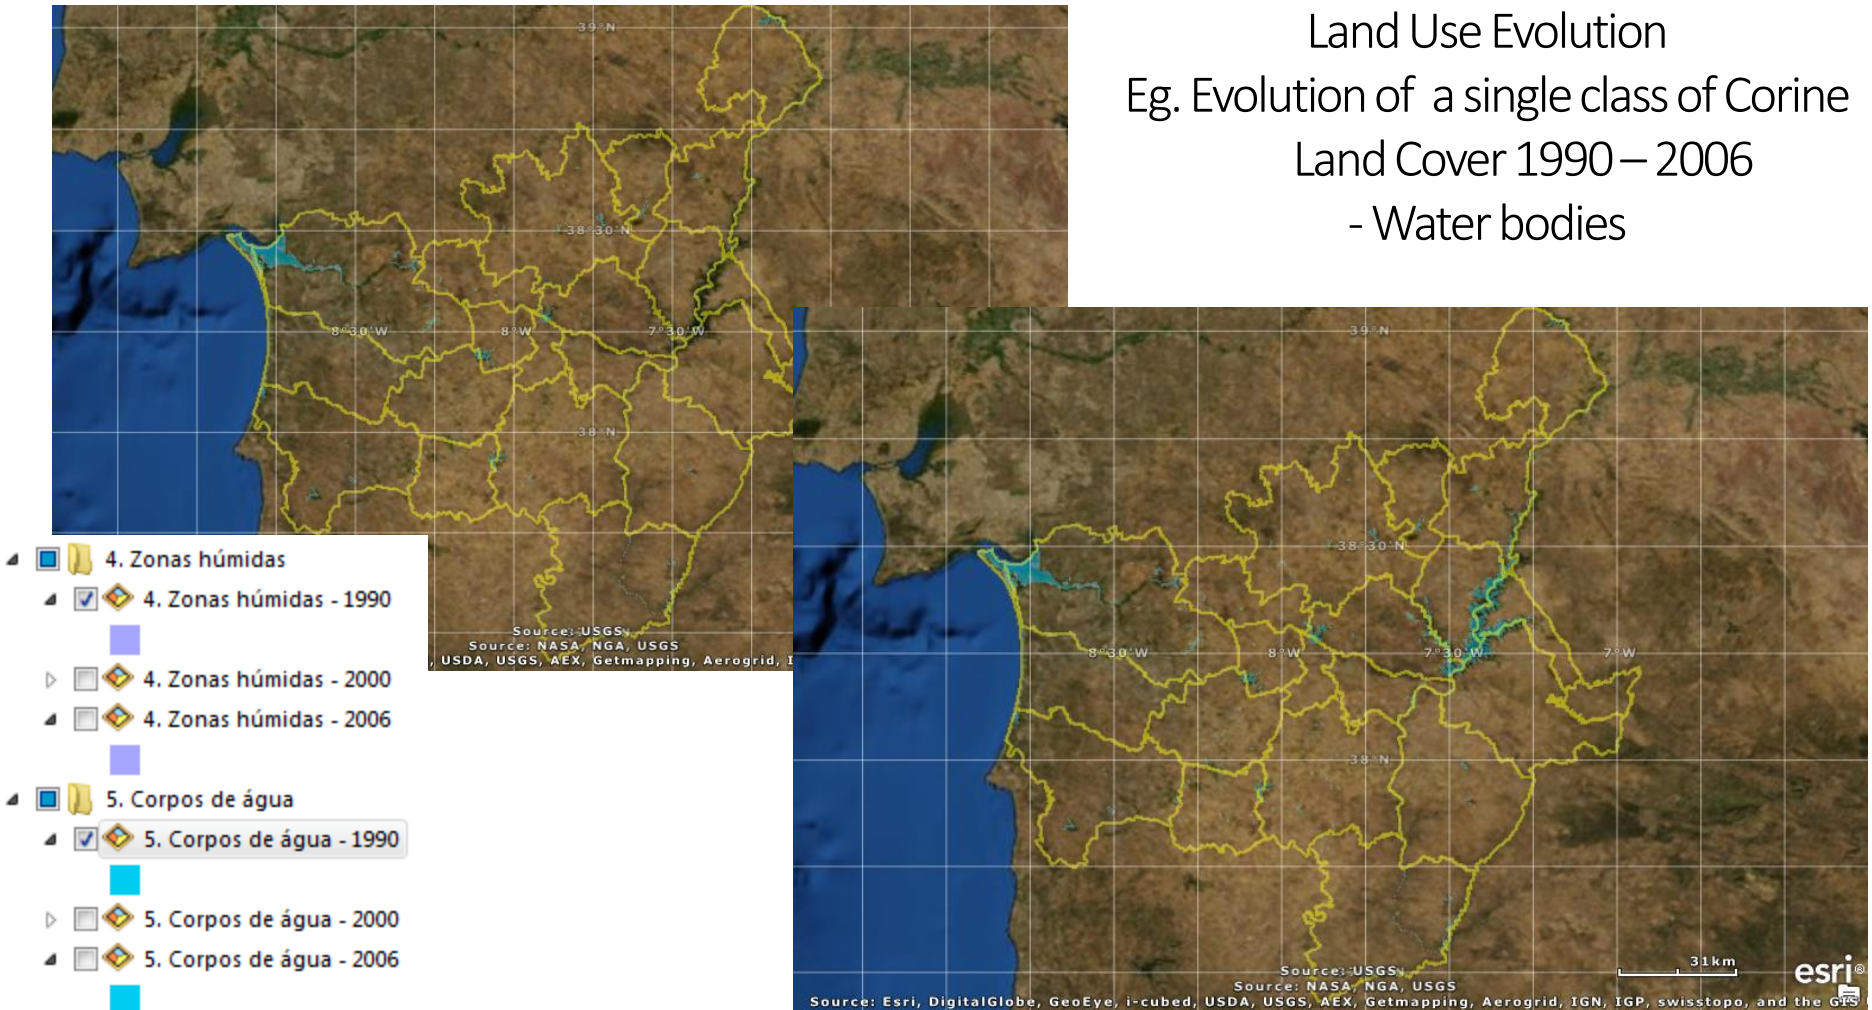 Land Use Evolution
Eg. Evolution of a single class of Corine
Land Cover 1990 – 2006
- Water bodies
39°N
38°30'N
8°30'W
8°W
7°30'W
38°N
Source: USGS
Source: NASA, NGA, USGS
, USDA, USGS, AEX, Getmapping, Aerogrid, I
4. Zonas húmidas
4. Zonas húmidas - 1990
4. Zonas húmidas - 2000
4. Zonas húmidas - 2006
5. Corpos de água
5. Corpos de água - 1990
5. Corpos de água - 2000
5. Corpos de água - 2006
39°N
38°30'N
8°30'W
8°W
7°30'W
7°W
38°N
31km
esri®
Source: USGS
Source: NASA, NGA, USGS
Source: Esri, DigitalGlobe, GeoEye, i-cubed, USDA, USGS, AEX, Getmapping, Aerogrid, IGN, IGP, swisstopo, and the GIS